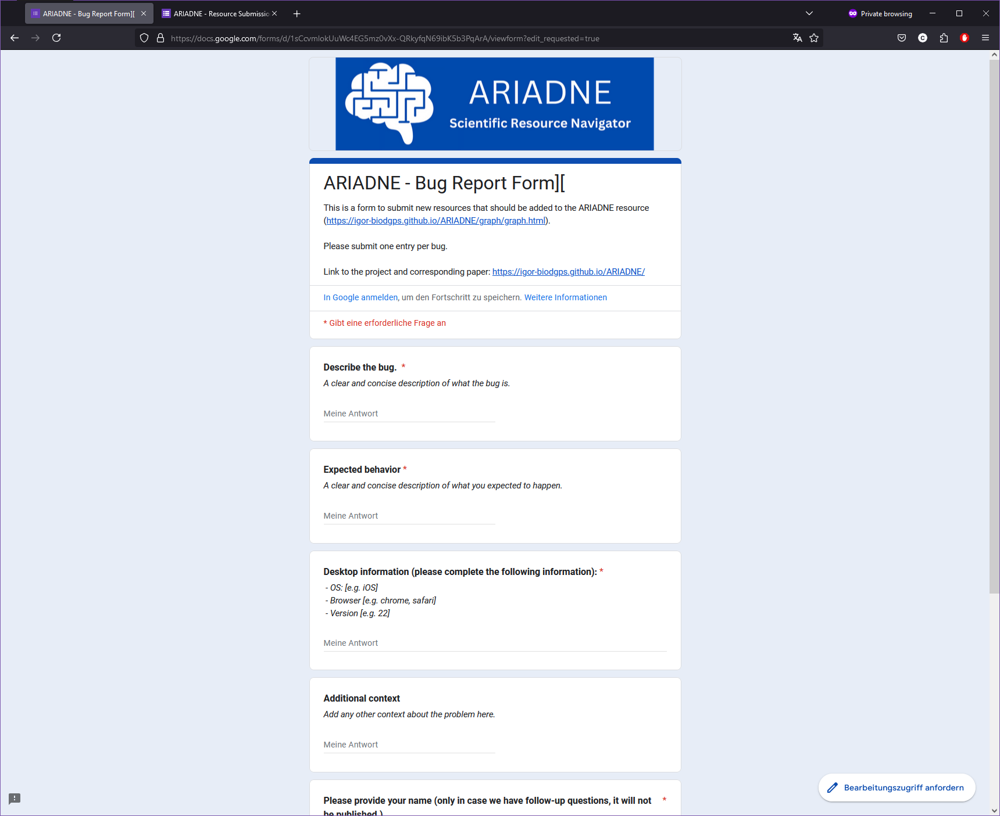 ARIADNE - Bug Report Form][
ARIADNE - Resource Submissio
Private browsing
https://docs.google.com/forms/d/1sCcvmlokUuWc4EG5mz0vXx-QRkyfqN69ibK5b3PqArA/viewform?edit_requested=true
ARIADNE
Scientific Resource Navigator
ARIADNE - Bug Report Form][
This is a form to submit new resources that should be added to the ARIADNE resource
(https://igor-biodgps.github.io/ARIADNE/graph/graph.html).
Please submit one entry per bug.
Link to the project and corresponding paper: https://igor-biodgps.github.io/ARIADNE/
In Google anmelden, um den Fortschritt zu speichern. Weitere Informationen
* Gibt eine erforderliche Frage an
Describe the bug. *
A clear and concise description of what the bug is.
Meine Antwort
Expected behavior *
A clear and concise description of what you expected to happen.
Meine Antwort
Desktop information (please complete the following information): *
- OS: [e.g. iOS]
- Browser [e.g. chrome, safari]
- Version [e.g. 22]
Meine Antwort
Additional context
Add any other context about the problem here.
Meine Antwort
Bearbeitungszugriff anfordern
Please provide your name (only in case we have follow-up questions, it will not *
be published.)